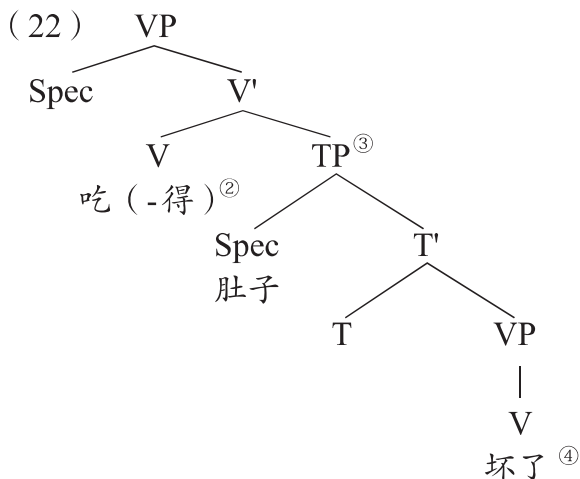 （22） VP
Spec V'
V TP③
吃（-得）②
Spec T'
肚子
T VP
V
坏了④